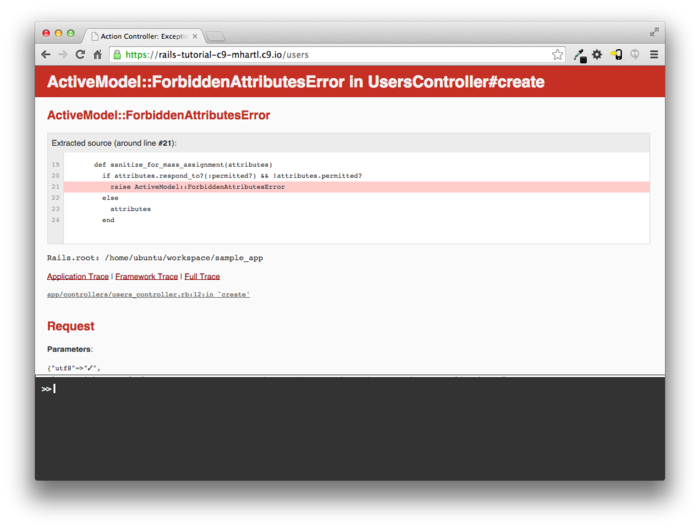 Action Controller: Excepti
https://rails-tutorial-c9-mhartl.c9.io/users
ActiveModel::ForbiddenAttributesError in UsersController#create
ActiveModel::ForbiddenAttributesError
Extracted source (around line #21):
19 def sanitize_for_mass_assignment(attributes)
20 if attributes.respond_to?(:permitted?) && !attributes.permitted?
21 raise ActiveModel::ForbiddenAttributesError
22 else
23 attributes
24 end
Rails.root: /home/ubuntu/workspace/sample_app
Application Trace | Framework Trace | Full Trace
app/controllers/users_controller.rb:12:in `create'
Request
Parameters:
{"utf8"=>"✓",
>>